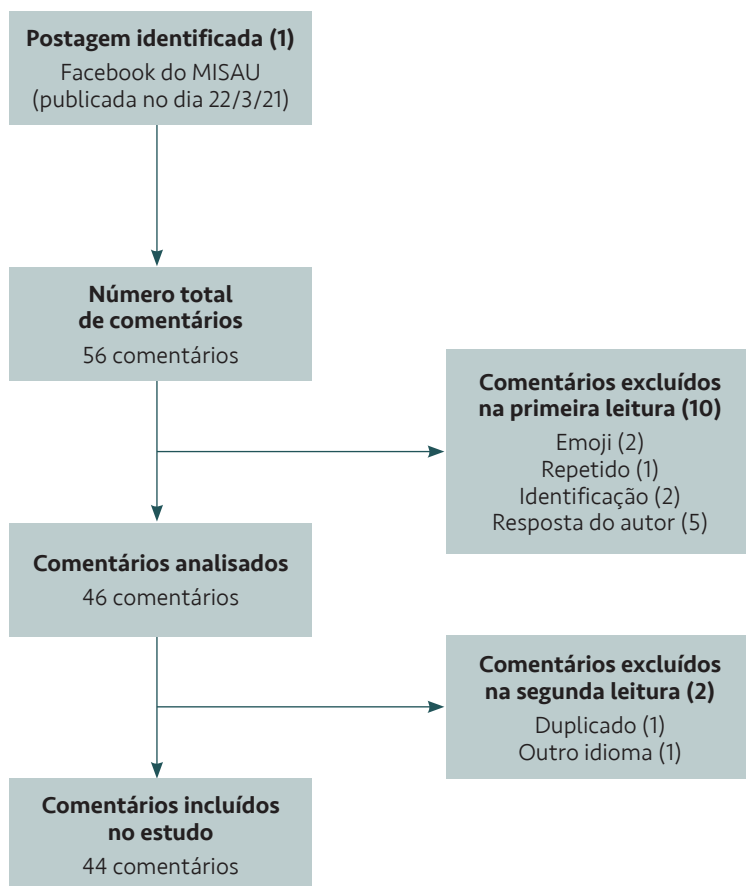 Postagem identificada (1)
Facebook do MISAU
(publicada no dia 22/3/21)
Número total
de comentários
56 comentários
Comentários excluídos
na primeira leitura (10)
Emoji (2)
Repetido (1)
Identificação (2)
Resposta do autor (5)
Comentários analisados
46 comentários
Comentários excluídos
na segunda leitura (2)
Duplicado (1)
Outro idioma (1)
Comentários incluídos
no estudo
44 comentários